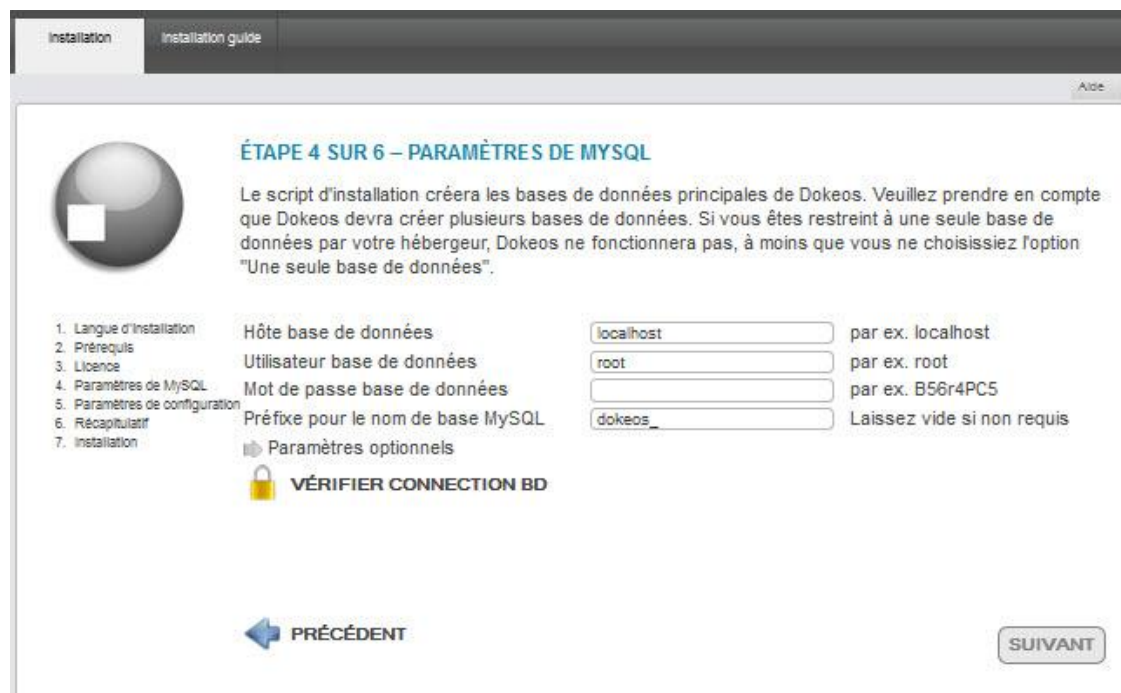 Installation
Installation guide
Aide
ÉTAPE 4 SUR 6 – PARAMÈTRES DE MYSQL
Le script d'installation créera les bases de données principales de Dokeos. Veuillez prendre en compte
que Dokeos devra créer plusieurs bases de données. Si vous êtes restreint à une seule base de
données par votre hébergeur, Dokeos ne fonctionnera pas, à moins que vous ne choisissiez l'option
"Une seule base de données".
1. Langue d'installation
2. Prérequis
3. Licence
4. Paramètres de MySQL
5. Paramètres de configuration
6. Récapitulatif
7. Installation
Hôte base de données localhost par ex. localhost
Utilisateur base de données root par ex. root
Mot de passe base de données par ex. B56r4PC5
Préfixe pour le nom de base MySQL dokeos_ Laissez vide si non requis
Paramètres optionnels
VÉRIFIER CONNECTION BD
PRÉCÉDENT
SUIVANT